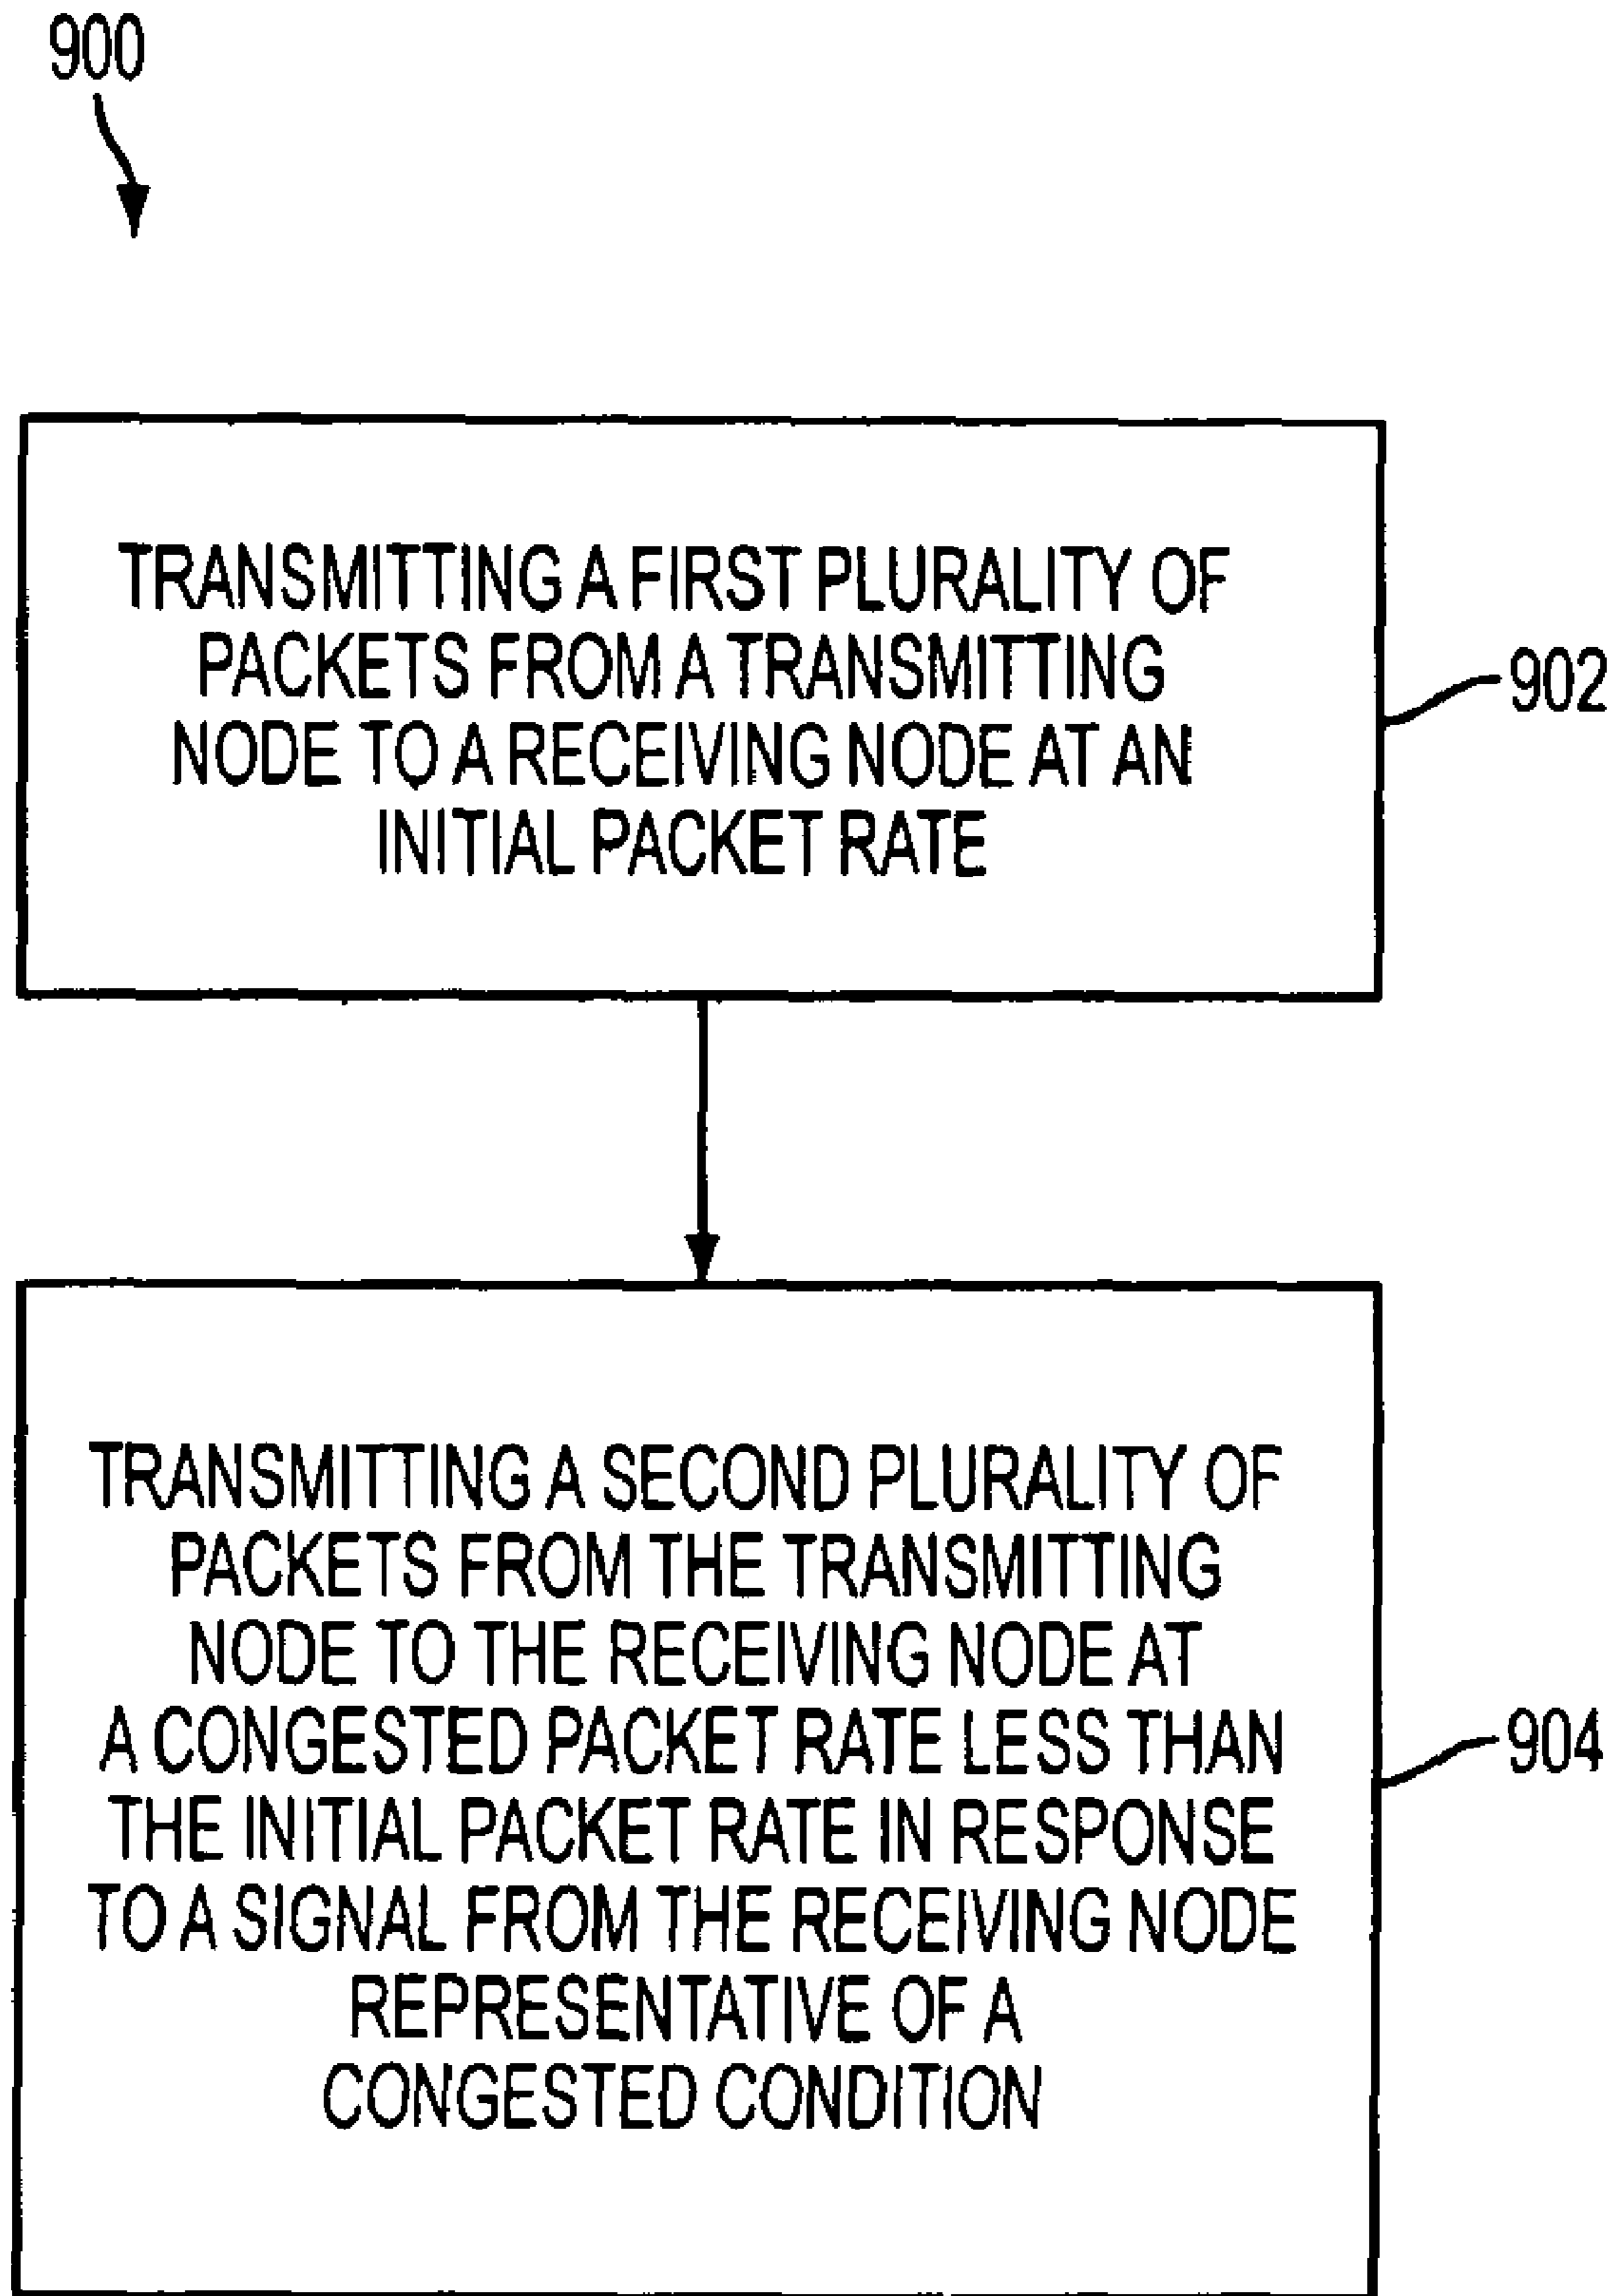 900
TRANSMITTING A FIRST PLURALITY OF
PACKETS FROM A TRANSMITTING
NODE TO A RECEIVING NODE AT AN
INITIAL PACKET RATE
902
TRANSMITTING A SECOND PLURALITY OF
PACKETS FROM THE TRANSMITTING
NODE TO THE RECEIVING NODE AT
A CONGESTED PACKET RATE LESS THAN
THE INITIAL PACKET RATE IN RESPONSE
TO A SIGNAL FROM THE RECEIVING NODE
REPRESENTATIVE OF A
CONGESTED CONDITION
904